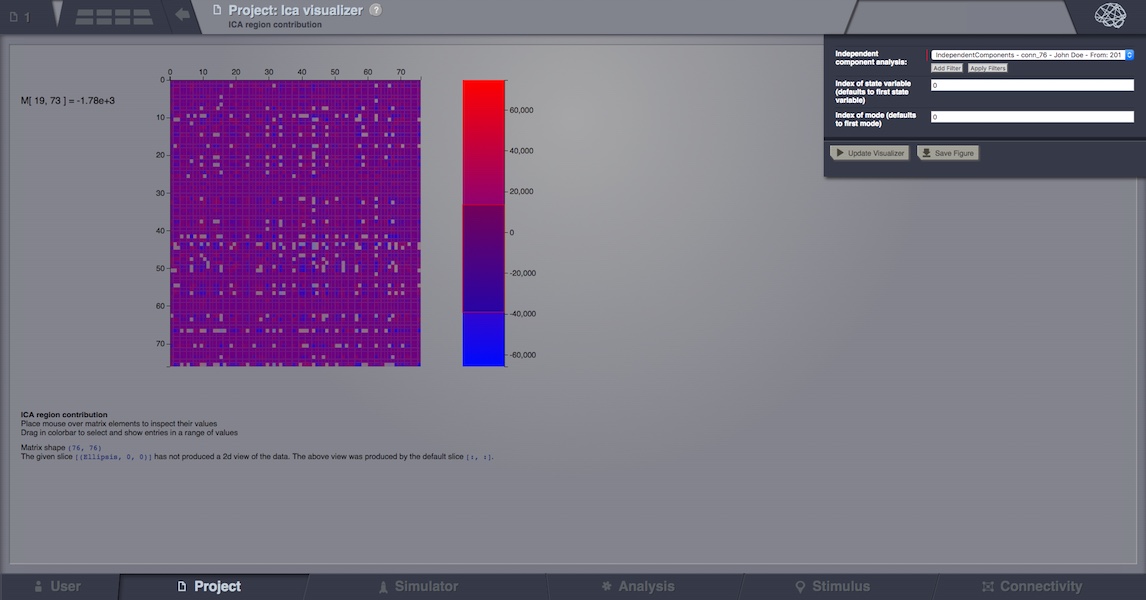 1
Project: Ica visualizer ?
ICA region contribution
Independent component analysis:
IndependentComponents - conn_76 - John Doe - From: 201
Add Filter Apply Filters
Index of state variable (defaults to first state variable)
0
Index of mode (defaults to first mode)
0
Update Visualizer Save Figure
M[ 19, 73 ] = -1.78e+3
0 10 20 30 40 50 60 70
0
10
20
30
40
50
60
70
60,000
40,000
20,000
0
-20,000
-40,000
-60,000
ICA region contribution
Place mouse over matrix elements to inspect their values
Drag in colorbar to select and show entries in a range of values
Matrix shape (76, 76)
The given slice [(Ellipsis, 0, 0)] has not produced a 2d view of the data. The above view was produced by the default slice [:, :].
User Project Simulator Analysis Stimulus Connectivity